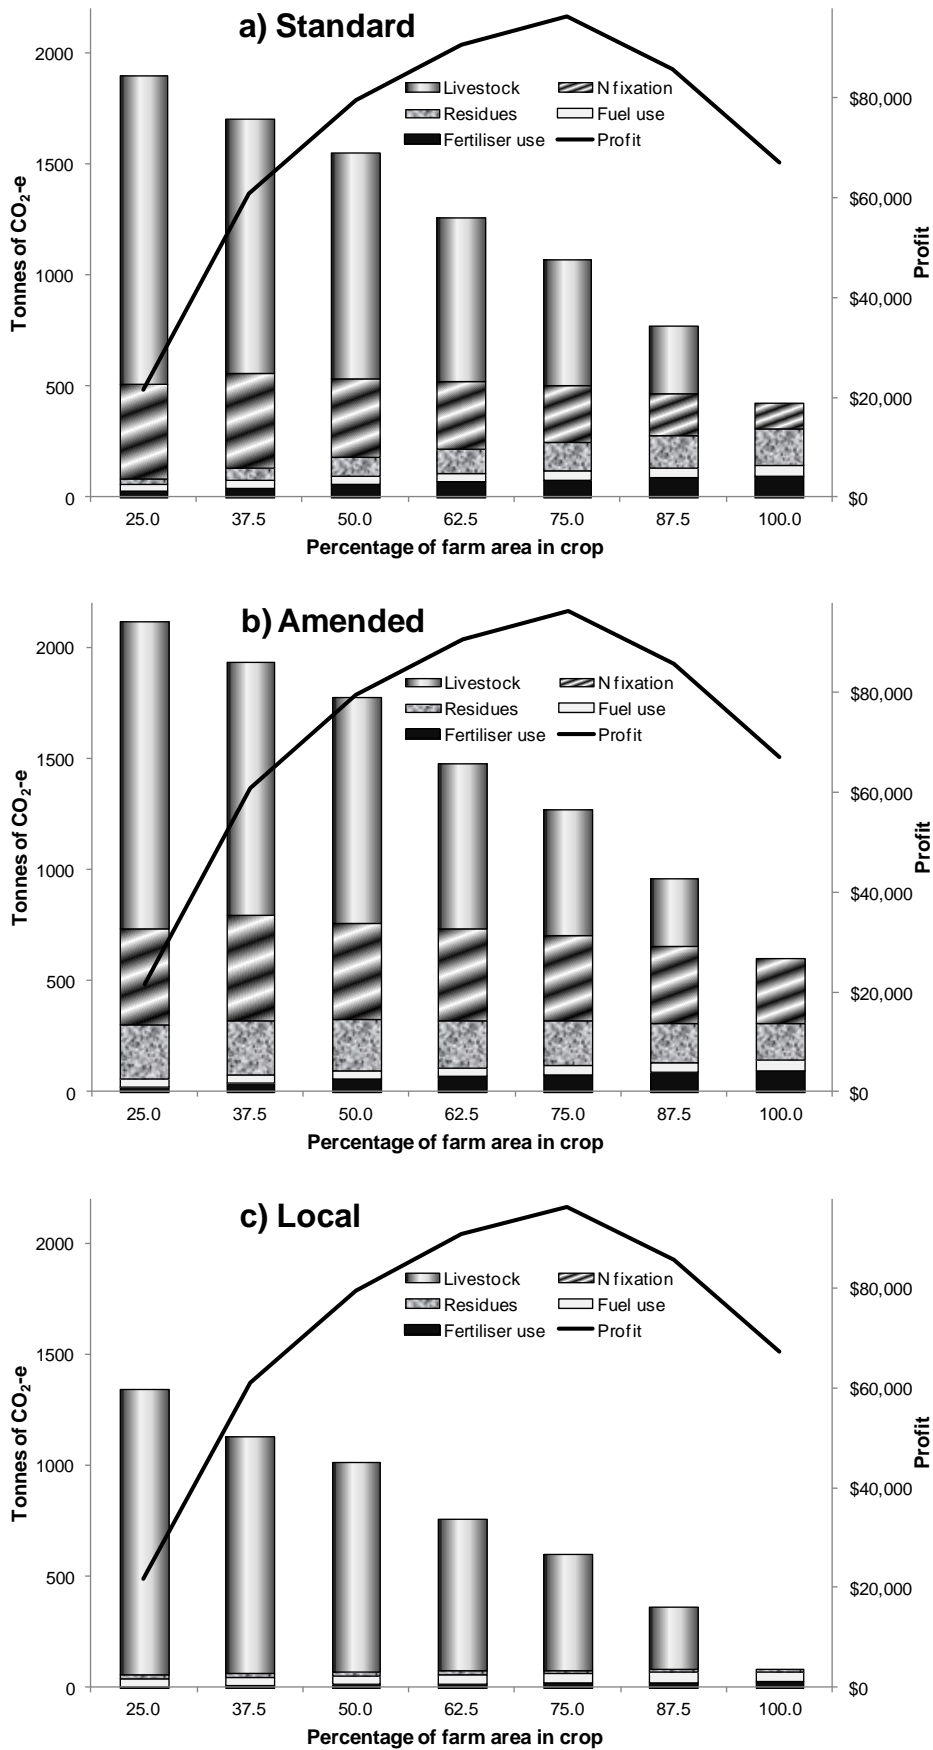 a) Standard
2000
1500
1000
500
0
Tonnes of CO₂-e
Livestock
N fixation
Residues
Fuel use
Fertiliser use
Profit
$80,000
$60,000
$40,000
$20,000
$0
Profit
25.0 37.5 50.0 62.5 75.0 87.5 100.0
Percentage of farm area in crop
b) Amended
2000
1500
1000
500
0
Tonnes of CO₂-e
Livestock
N fixation
Residues
Fuel use
Fertiliser use
Profit
$80,000
$60,000
$40,000
$20,000
$0
Profit
25.0 37.5 50.0 62.5 75.0 87.5 100.0
Percentage of farm area in crop
c) Local
2000
1500
1000
500
0
Tonnes of CO₂-e
Livestock
N fixation
Residues
Fuel use
Fertiliser use
Profit
$80,000
$60,000
$40,000
$20,000
$0
Profit
25.0 37.5 50.0 62.5 75.0 87.5 100.0
Percentage of farm area in crop